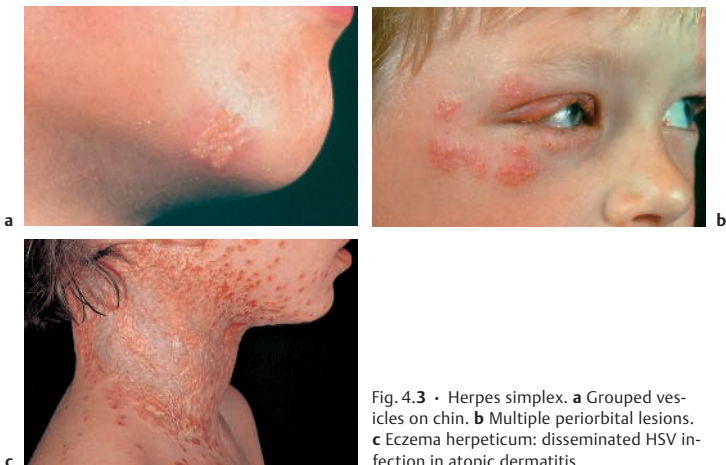 a
b
c
Fig. 4.3 · Herpes simplex. a Grouped ves-
icles on chin. b Multiple periorbital lesions.
c Eczema herpeticum: disseminated HSV in-
fection in atopic dermatitis